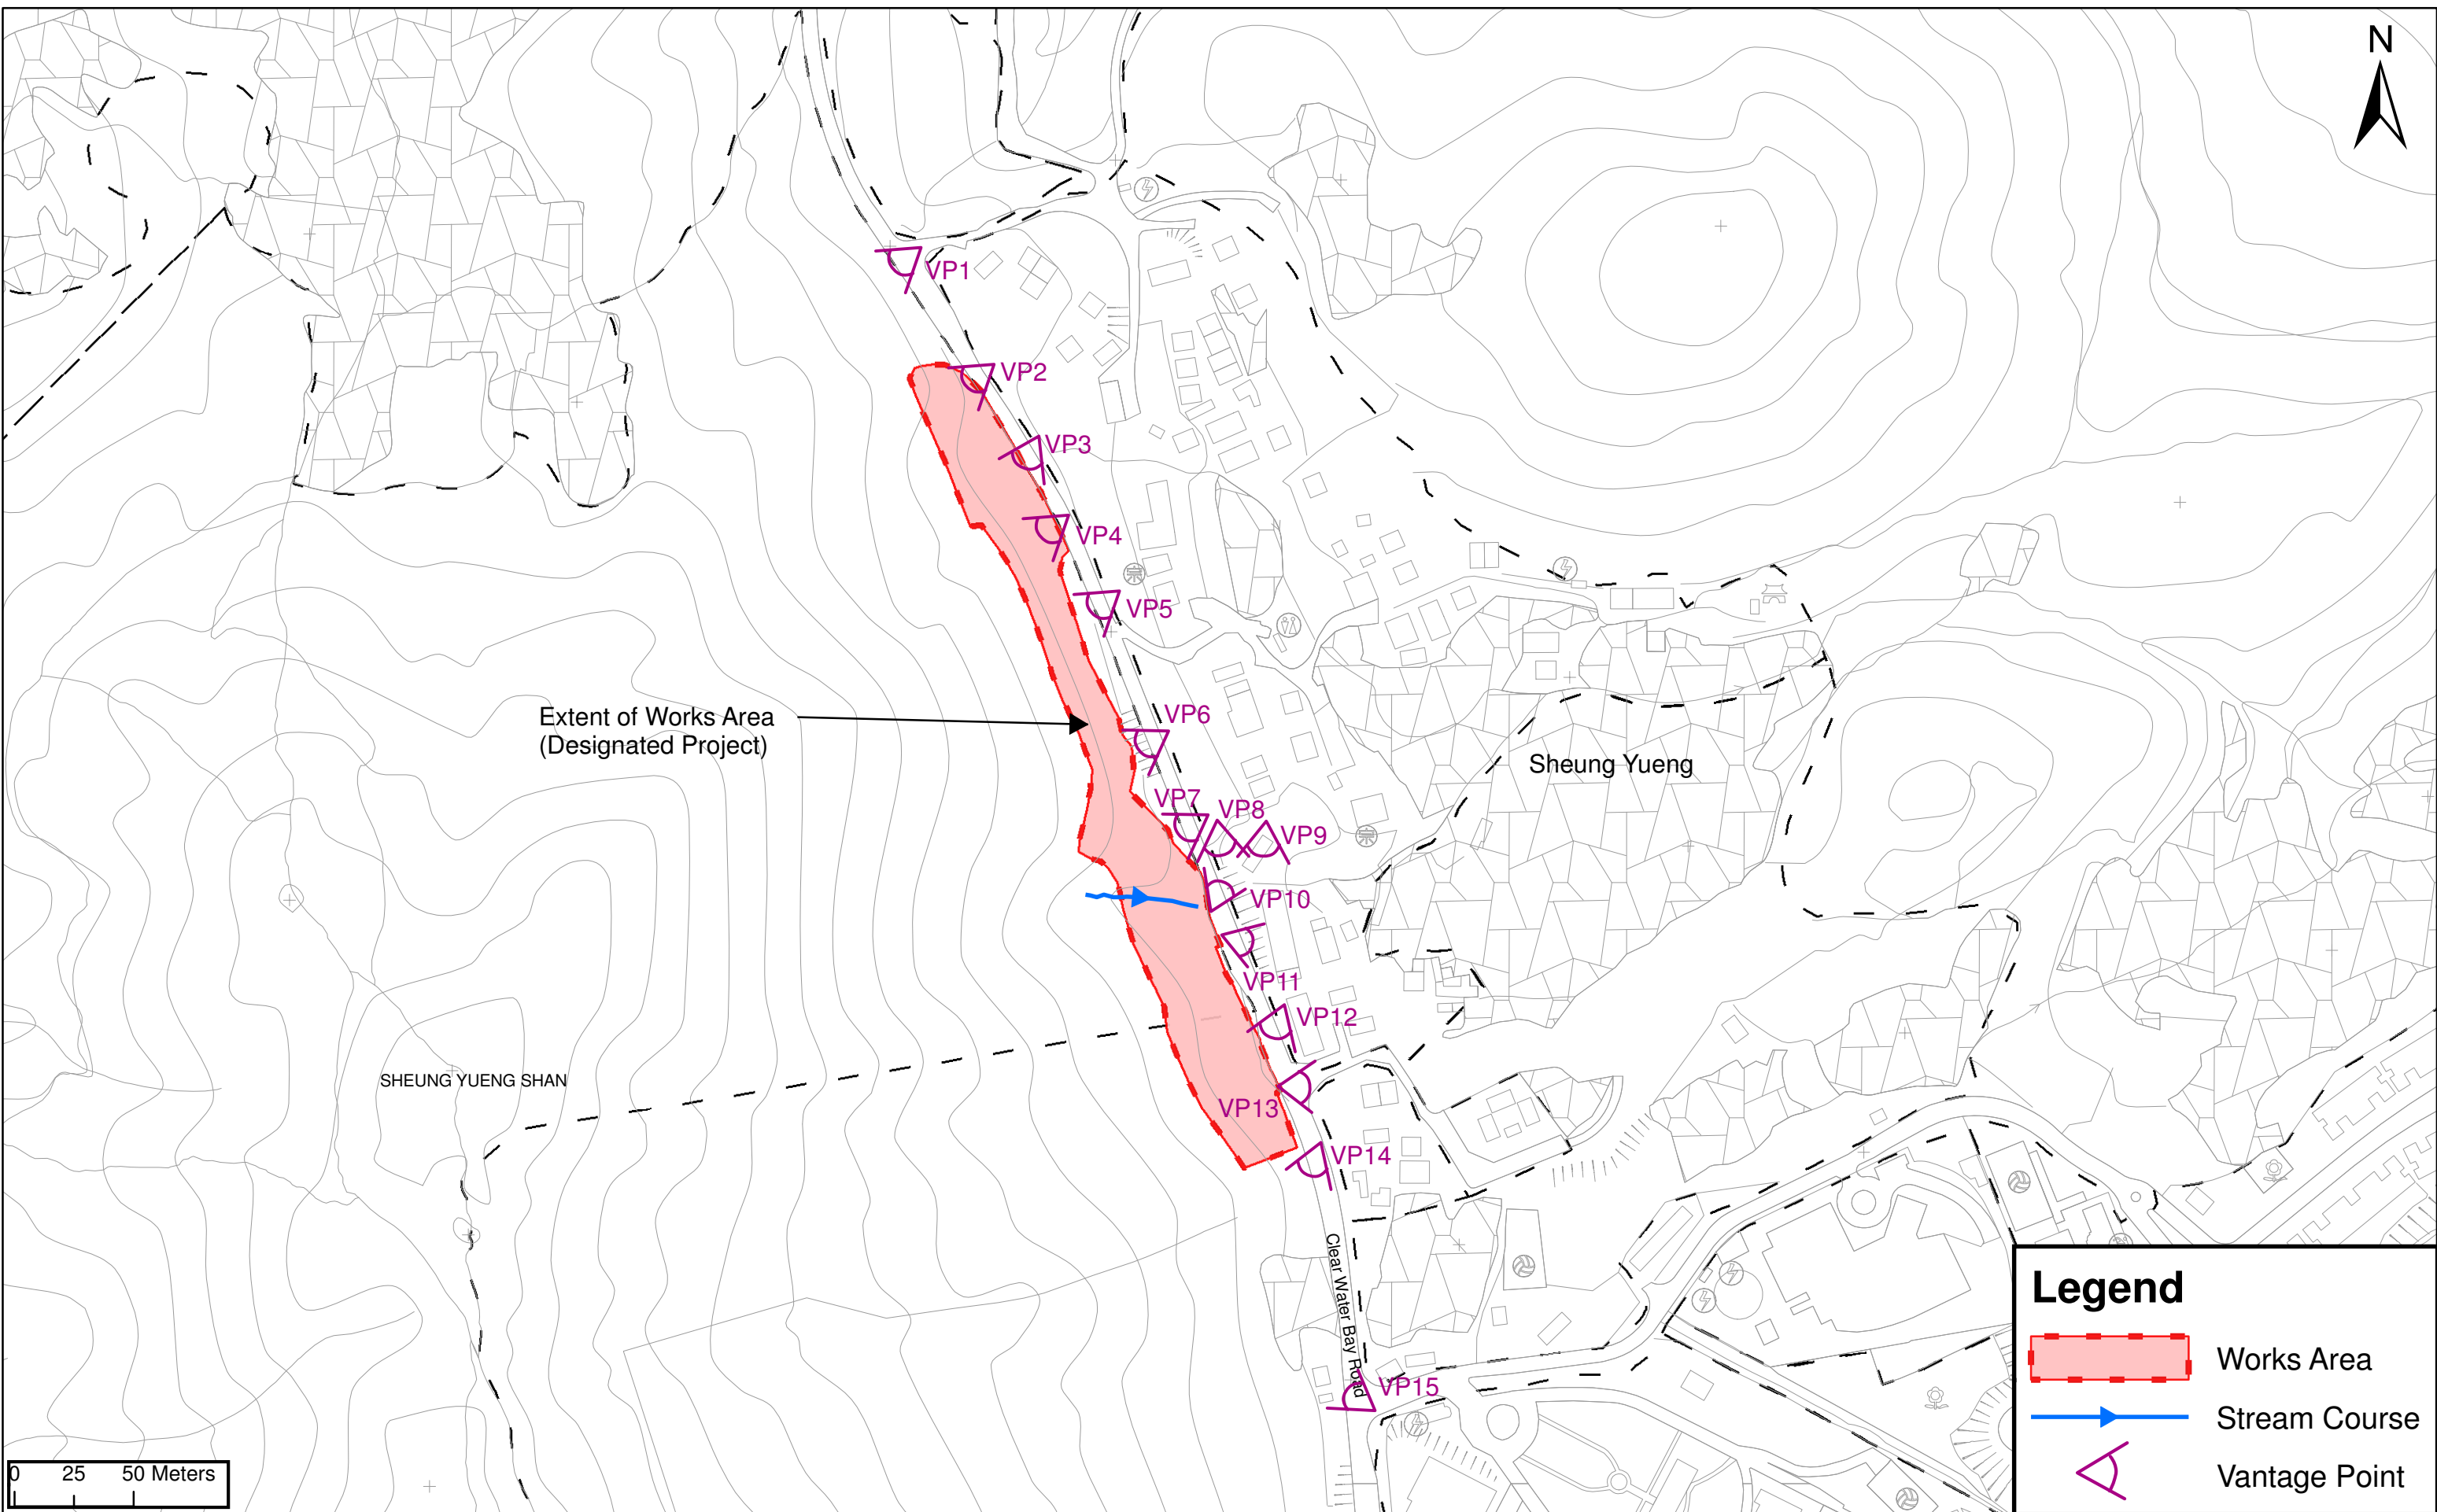 N
VP1
VP2
VP3
VP4
VP5
Extent of Works Area
(Designated Project)
VP6
Sheung Yueng
VP7
VP8
VP9
VP10
VP11
VP12
SHEUNG YUENG SHAN
VP13
VP14
Clear Water Bay Road
VP15
Legend
Works Area
Stream Course
Vantage Point
0 25 50 Meters